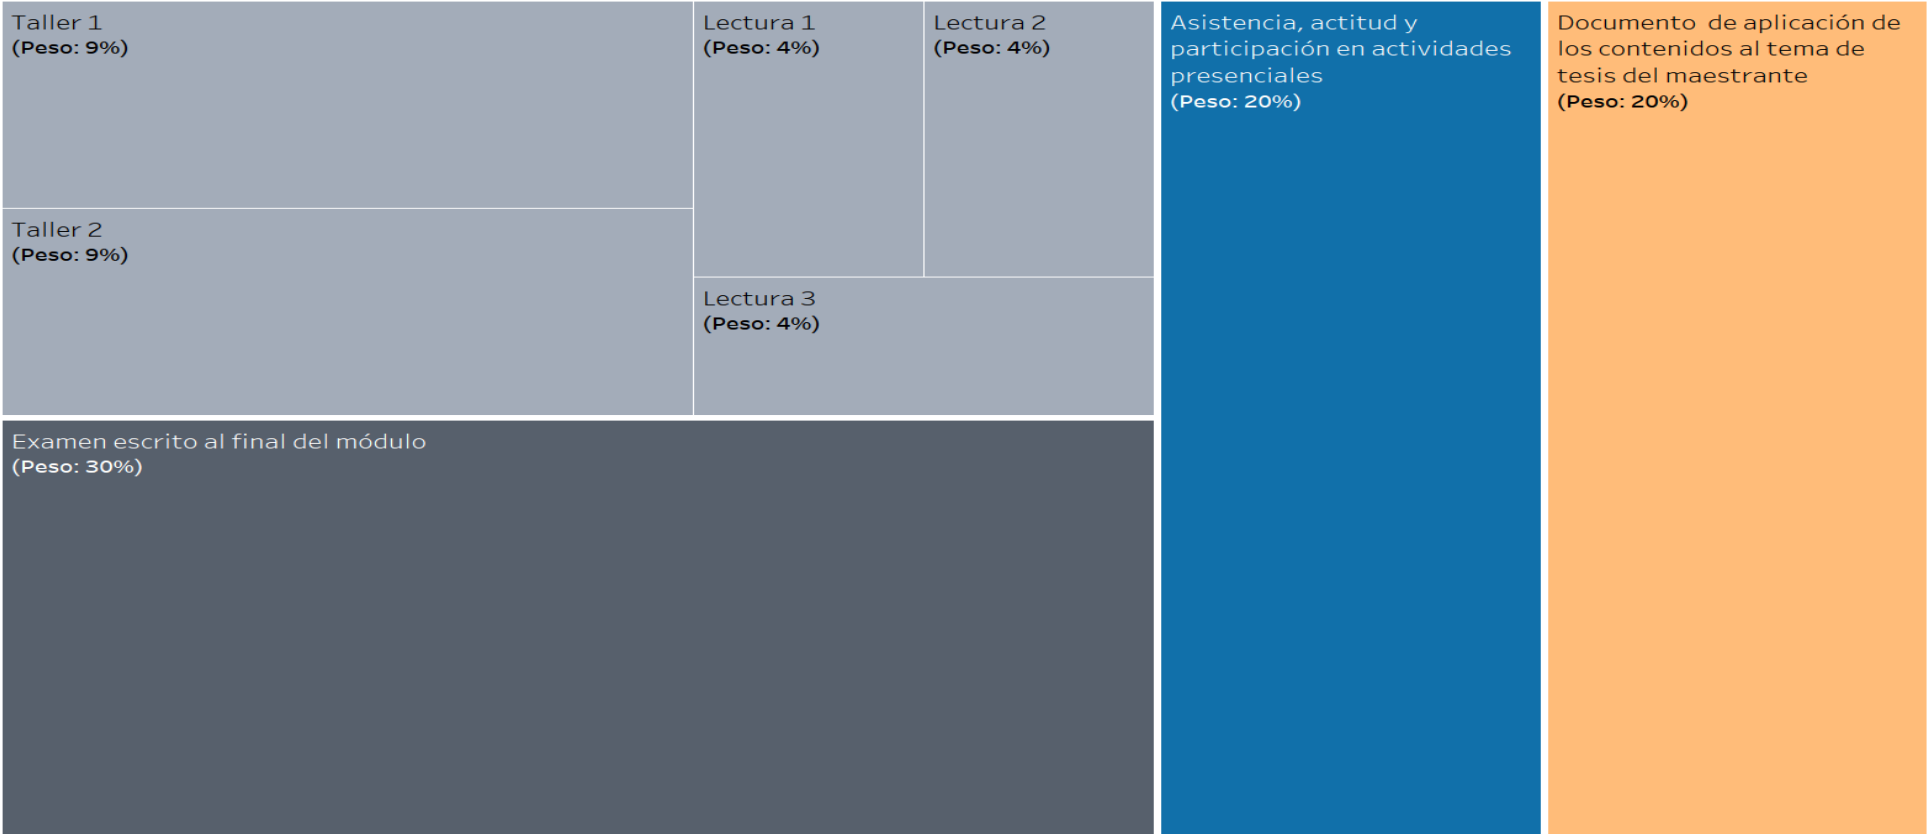 Taller 1
(Peso: 9%)
Lectura 1
(Peso: 4%)
Lectura 2
(Peso: 4%)
Asistencia, actitud y
participación en actividades
presenciales
(Peso: 20%)
Documento  de aplicación de
los contenidos al tema de
tesis del maestrante
(Peso: 20%)
Taller 2
(Peso: 9%)
Lectura 3
(Peso: 4%)
Examen escrito al final del módulo
(Peso: 30%)